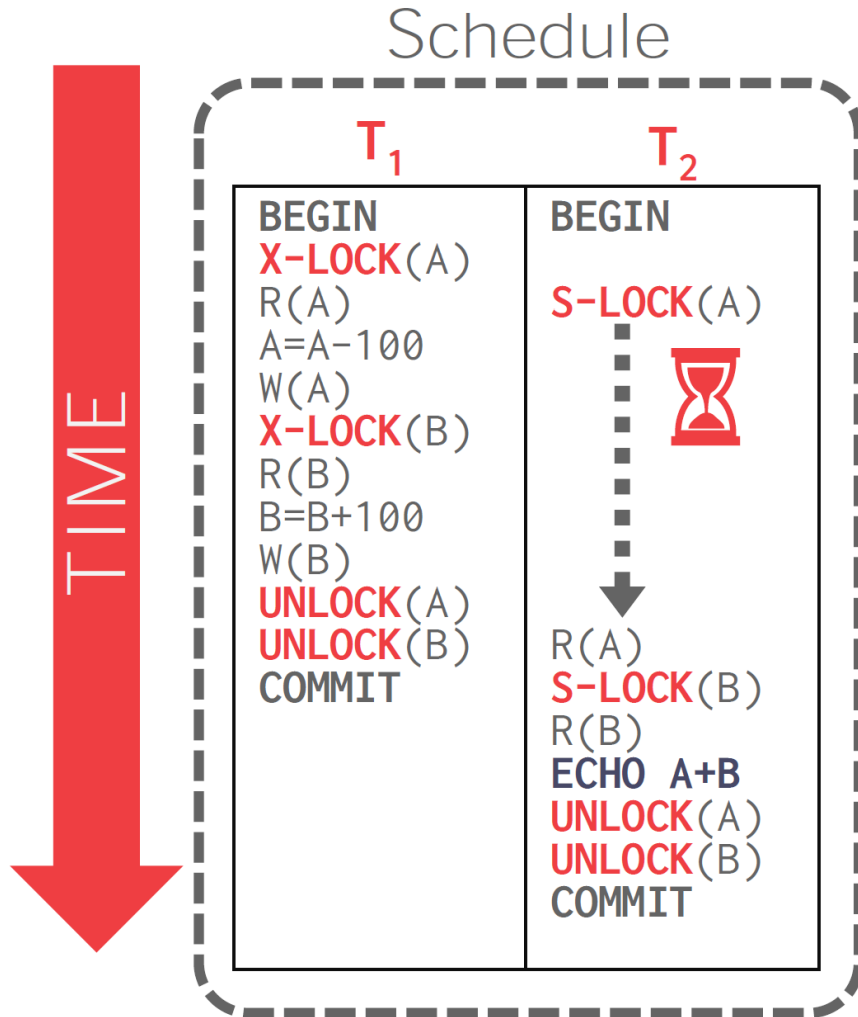 Schedule
TIME
T1
T2
BEGIN
X-LOCK(A)
R(A)
A=A-100
W(A)
X-LOCK(B)
R(B)
B=B+100
W(B)
UNLOCK(A)
UNLOCK(B)
COMMIT
BEGIN
S-LOCK(A)
R(A)
S-LOCK(B)
R(B)
ECHO A+B
UNLOCK(A)
UNLOCK(B)
COMMIT